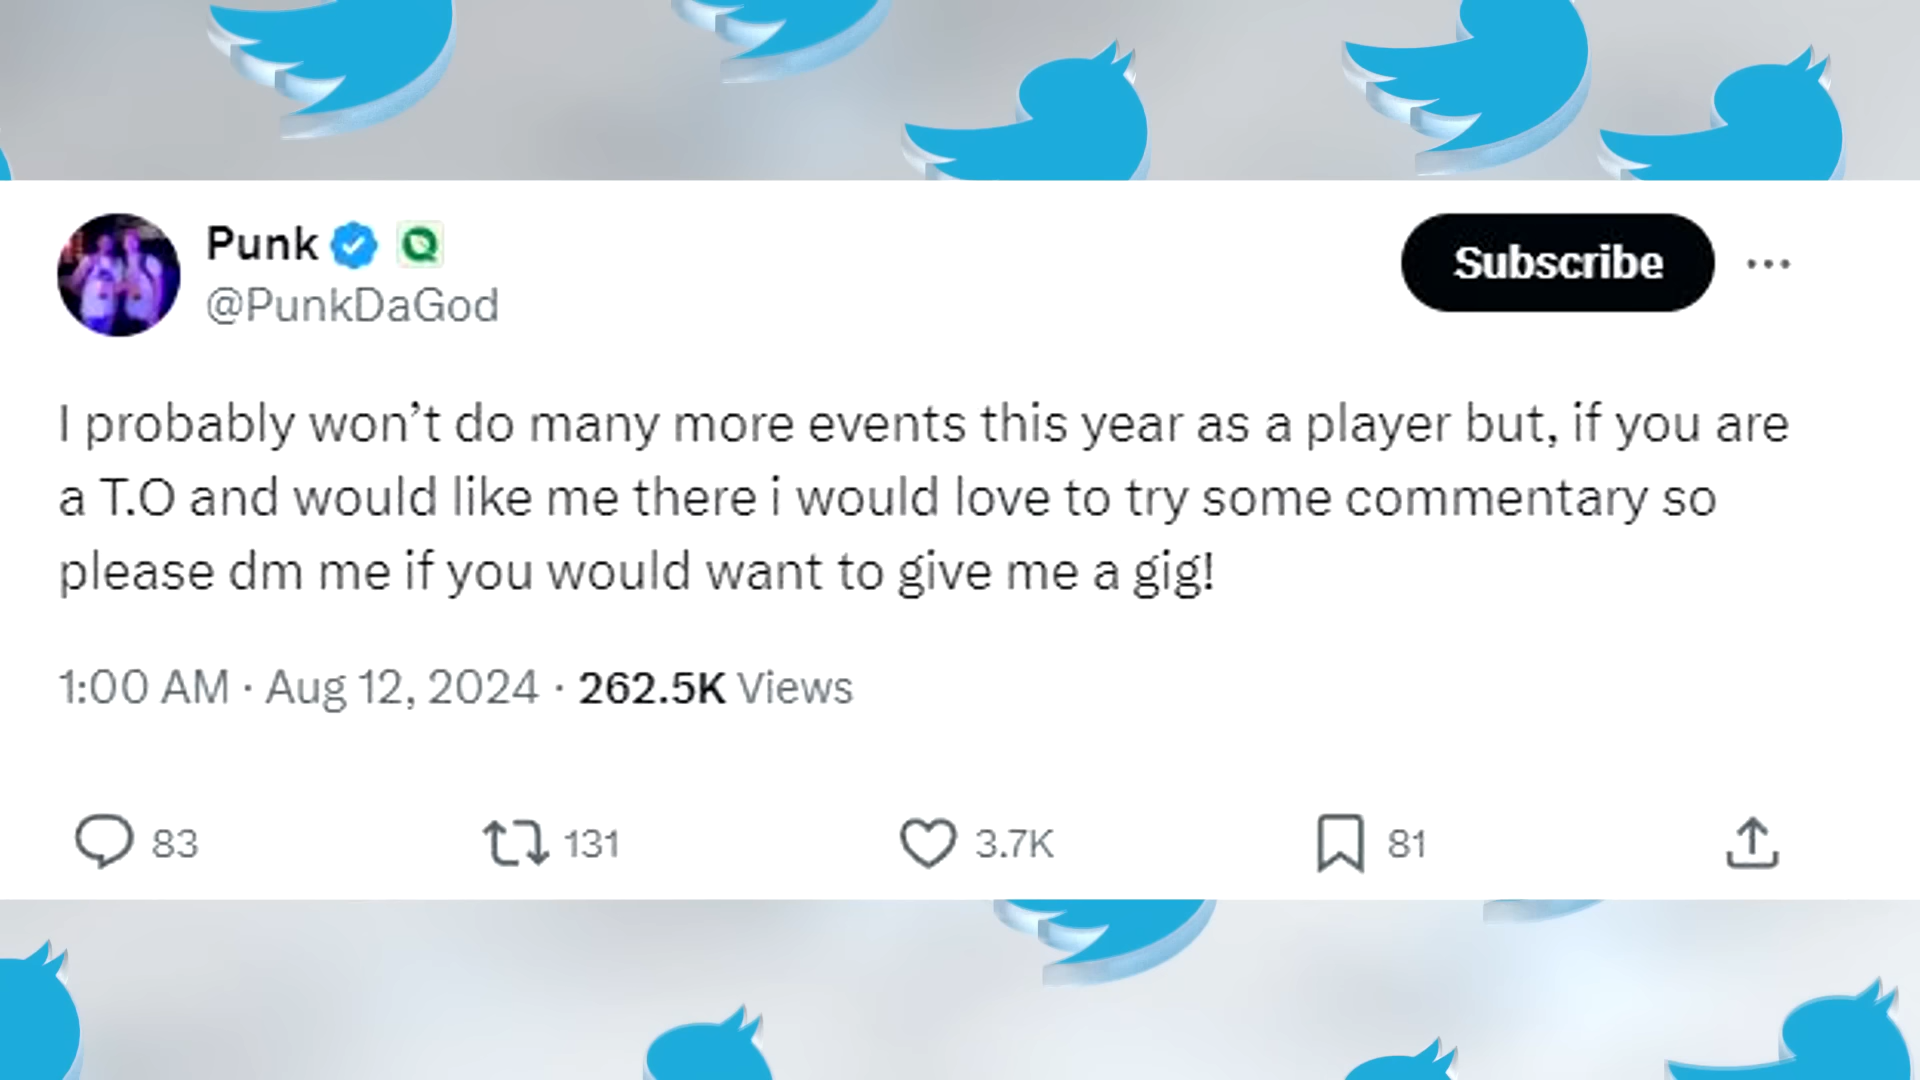 Punk
@PunkDaGod
Subscribe
I probably won’t do many more events this year as a player but, if you are
a T.O and would like me there i would love to try some commentary so
please dm me if you would want to give me a gig!
1:00 AM · Aug 12, 2024 · 262.5K Views
83 131 3.7K 81